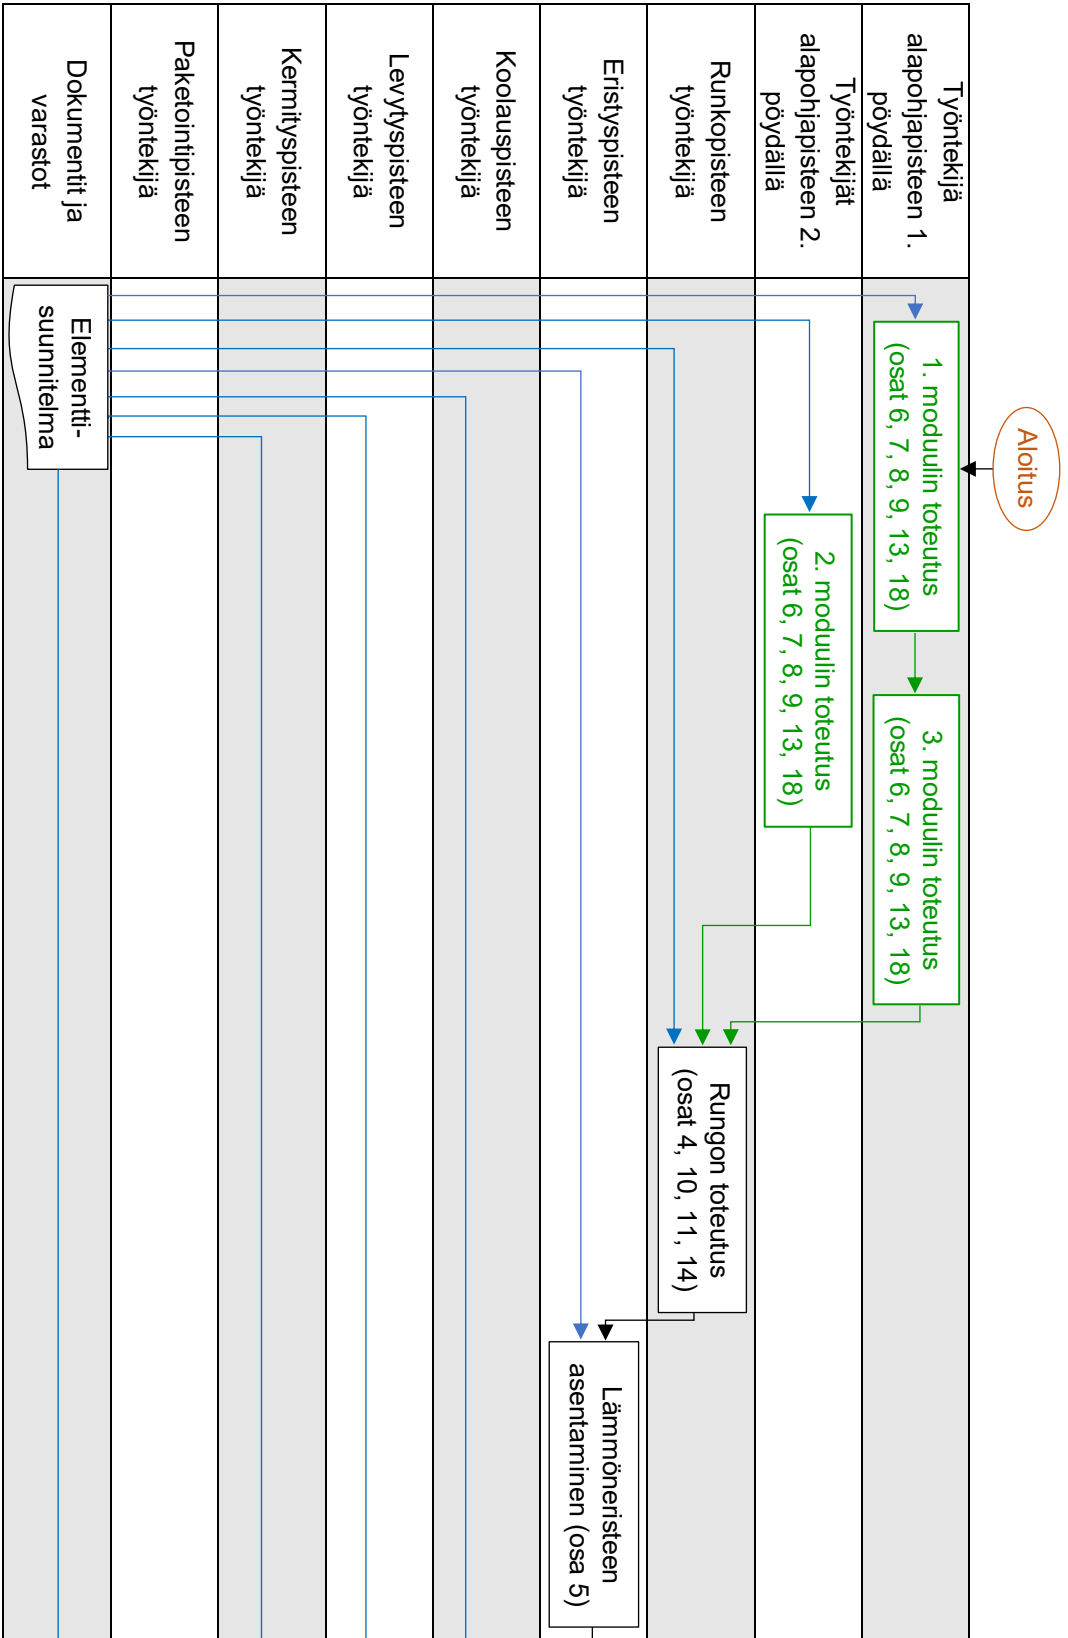 Aloitus
Työntekijä
alapohjapisteen 1.
pöydällä
1. moduulin toteutus
(osat 6, 7, 8, 9, 13, 18)
3. moduulin toteutus
(osat 6, 7, 8, 9, 13, 18)
Työntekijät
alapohjapisteen 2.
pöydällä
2. moduulin toteutus
(osat 6, 7, 8, 9, 13, 18)
Runkopisteen
työntekijä
Rungon toteutus
(osat 4, 10, 11, 14)
Eristyspisteen
työntekijä
Lämmöneristeen
asentaminen (osa 5)
Koolauspisteen
työntekijä
Levytyspisteen
työntekijä
Kermityspisteen
työntekijä
Paketointipisteen
työntekijä
Dokumentit ja
varastot
Elementti-
suunnitelma